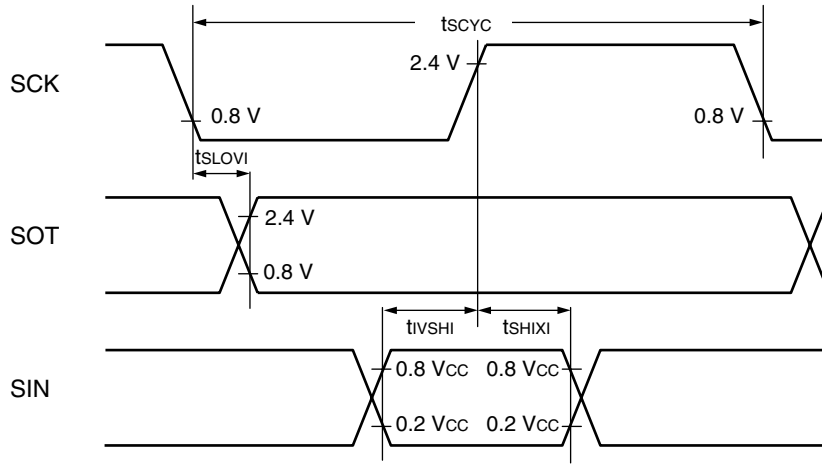 tSCYC
SCK
2.4 V
0.8 V
0.8 V
tSLOVI
SOT
2.4 V
0.8 V
tIVSHI
tSHIXI
SIN
0.8 VCC
0.8 VCC
0.2 VCC
0.2 VCC